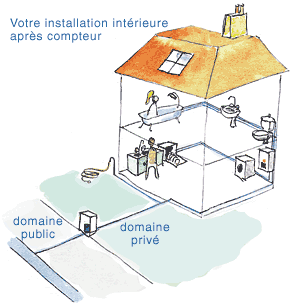 Votre installation intérieure
après compteur
domaine
public
domaine
privé